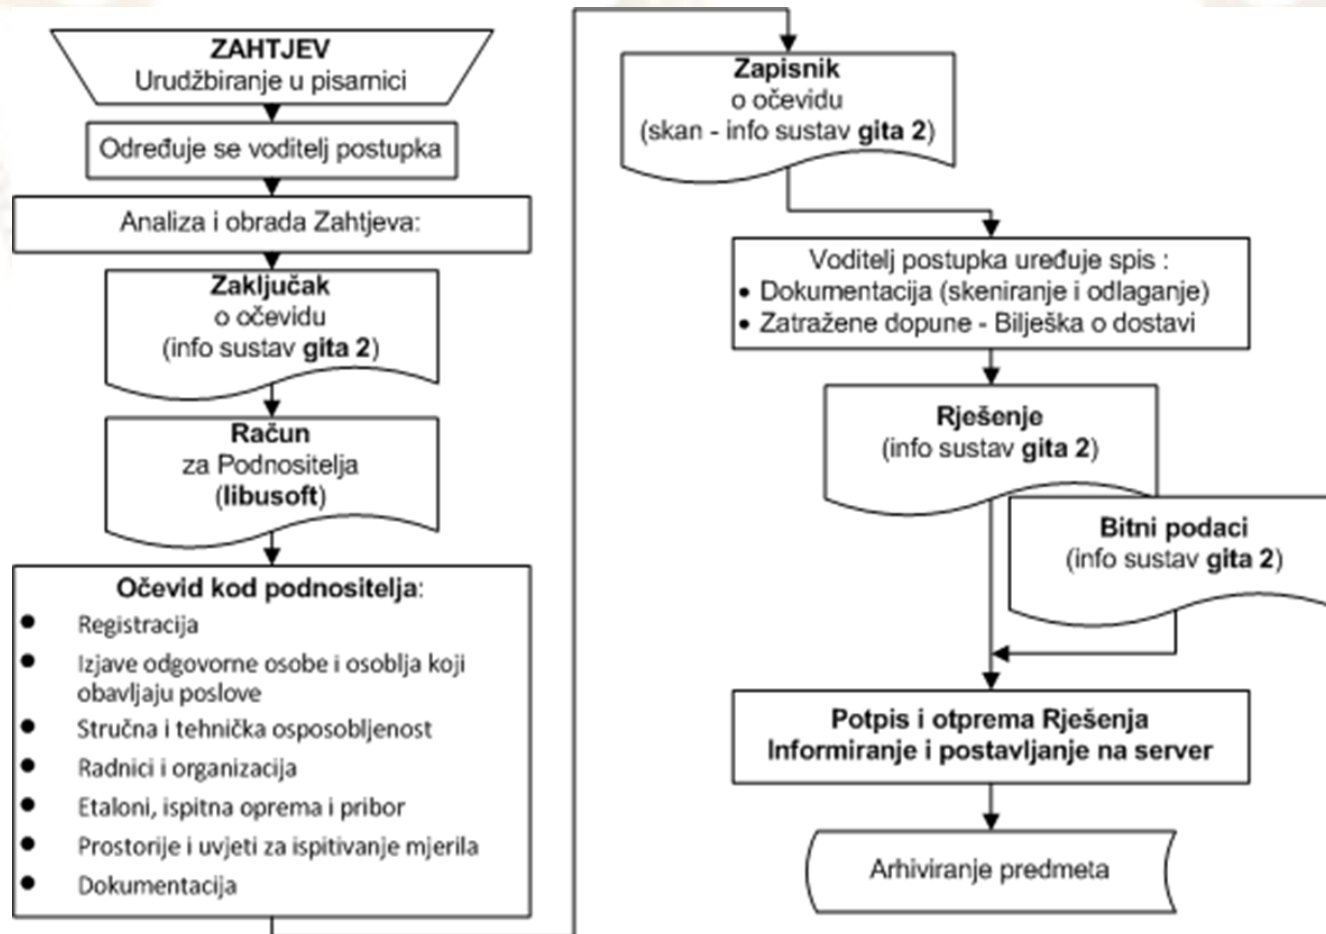 ZAHTJEV
Urudžbiranje u pisarnici
Određuje se voditelj postupka
Analiza i obrada Zahtjeva:
Zaključak
o očevidu
(info sustav gita 2)
Račun
za Podnositelja
(libusoft)
Očevid kod podnositelja:
● Registracija
● Izjave odgovorne osobe i osoblja koji
obavljaju poslove
● Stručna i tehnička osposobljenost
● Radnici i organizacija
● Etaloni, ispitna oprema i pribor
● Prostorije i uvjeti za ispitivanje mjerila
● Dokumentacija
Zapisnik
o očevidu
(skan - info sustav gita 2)
Voditelj postupka uređuje spis :
• Dokumentacija (skeniranje i odlaganje)
• Zatražene dopune - Bilješka o dostavi
Rješenje
(info sustav gita 2)
Bitni podaci
(info sustav gita 2)
Potpis i otprema Rješenja
Informiranje i postavljanje na server
Arhiviranje predmeta